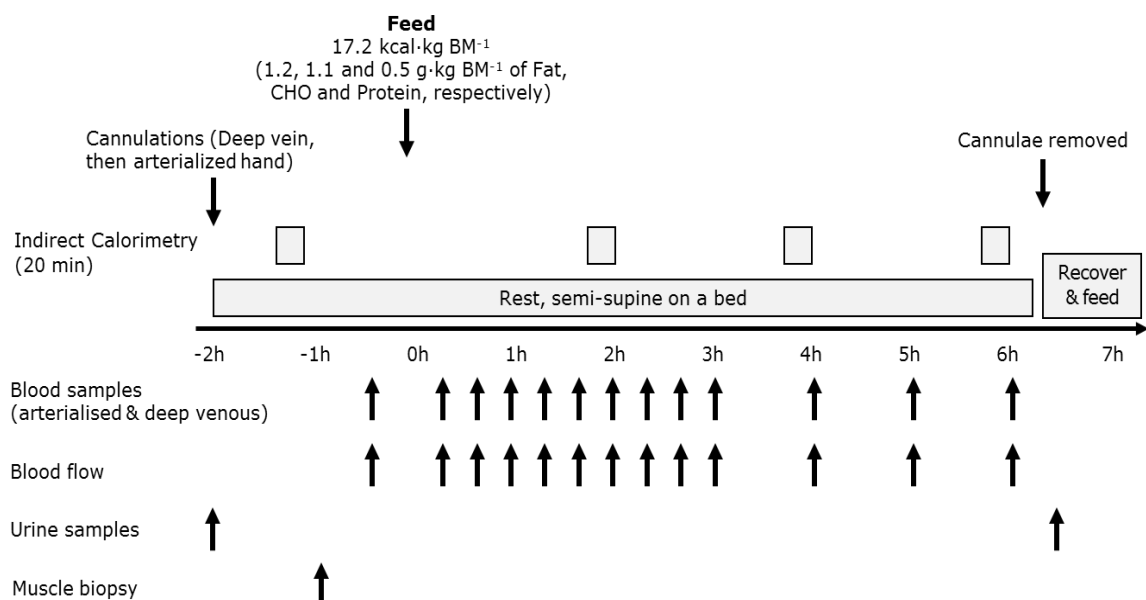 Feed
17.2 kcal·kg BM⁻¹
(1.2, 1.1 and 0.5 g·kg BM⁻¹ of Fat,
CHO and Protein, respectively)
Cannulations (Deep vein,
then arterialized hand)
Cannulae removed
Indirect Calorimetry
(20 min)
Rest, semi-supine on a bed
Recover
& feed
-2h -1h 0h 1h 2h 3h 4h 5h 6h 7h
Blood samples
(arterialised & deep venous)
Blood flow
Urine samples
Muscle biopsy